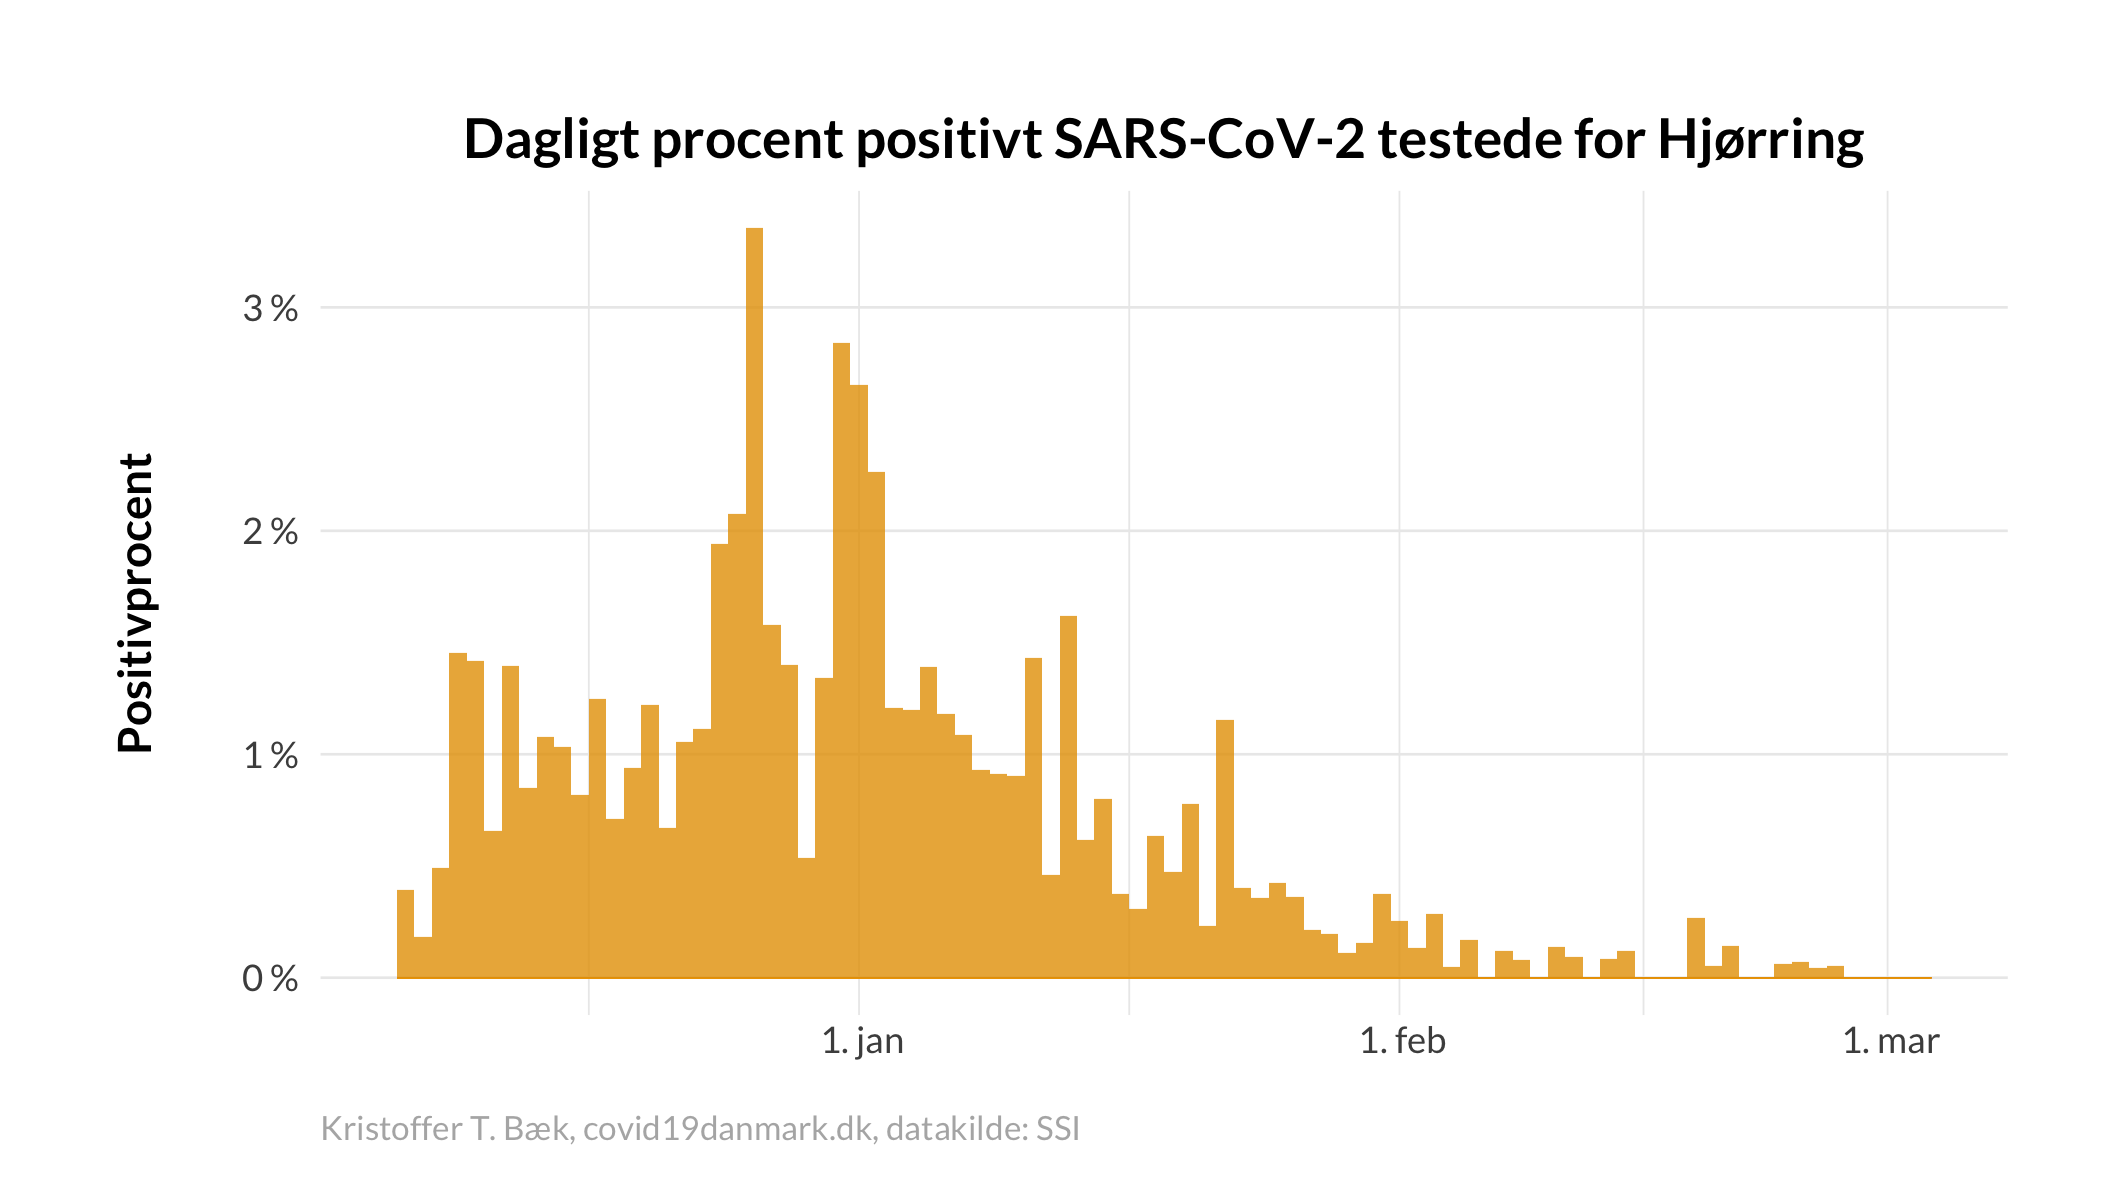 Dagligt procent positivt SARS-CoV-2 testede for Hjørring
Positivprocent
3 %
2 %
1 %
0 %
1. jan
1. feb
1. mar
Kristoffer T. Bæk, covid19danmark.dk, datakilde: SSI